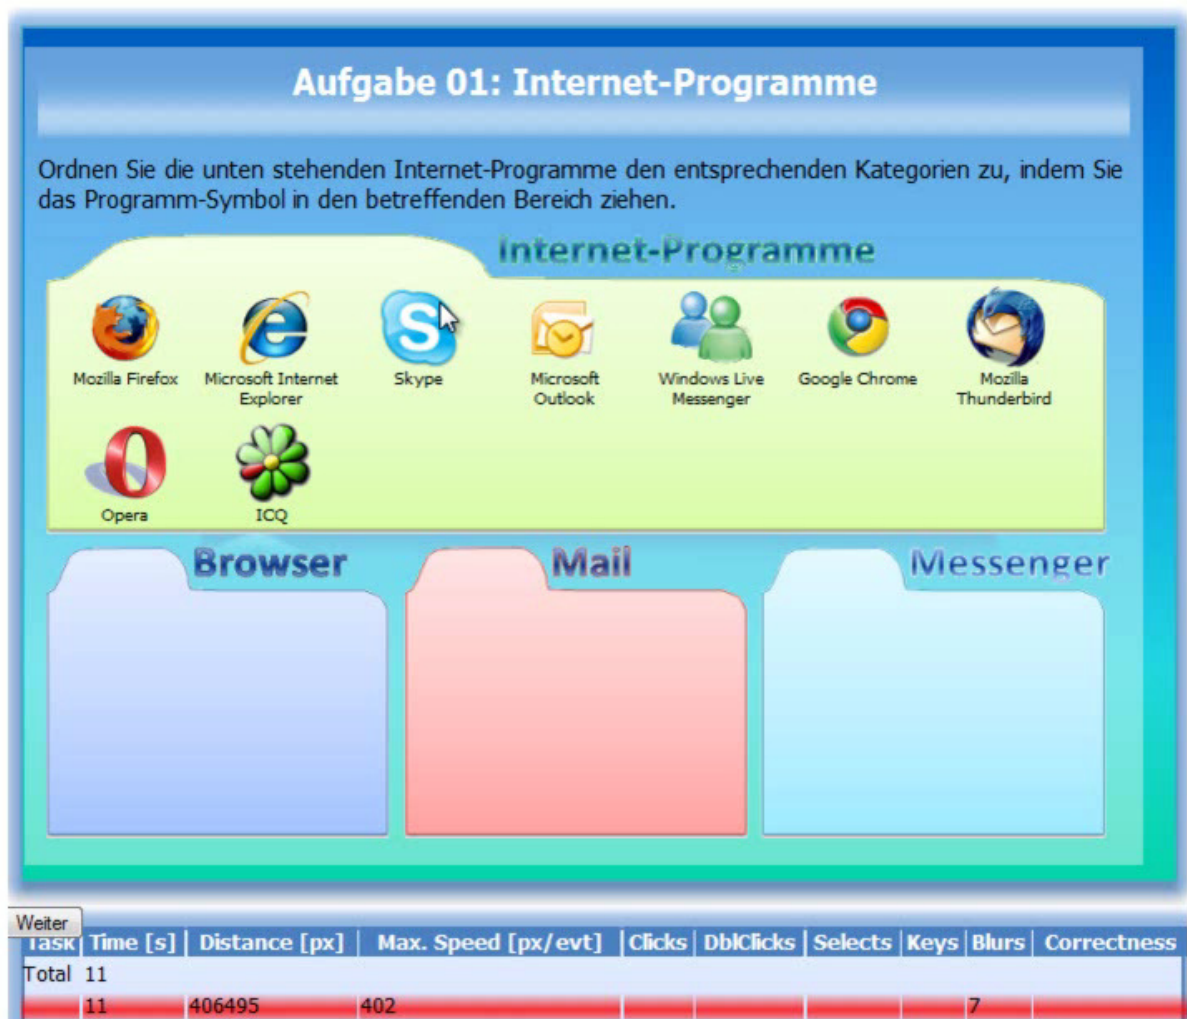 Aufgabe 01: Internet-Programme
Ordnen Sie die unten stehenden Internet-Programme den entsprechenden Kategorien zu, indem Sie
das Programm-Symbol in den betreffenden Bereich ziehen.
Internet-Programme
Mozilla Firefox Microsoft Internet Skype Microsoft Windows Live Google Chrome Mozilla
Explorer Outlook Messenger Thunderbird
Opera ICQ
Browser Mail Messenger
Weiter
Task Time [s] Distance [px] Max. Speed [px/evt] Clicks DblClicks Selects Keys Blurs Correctness
Total 11
11 406495 402 7